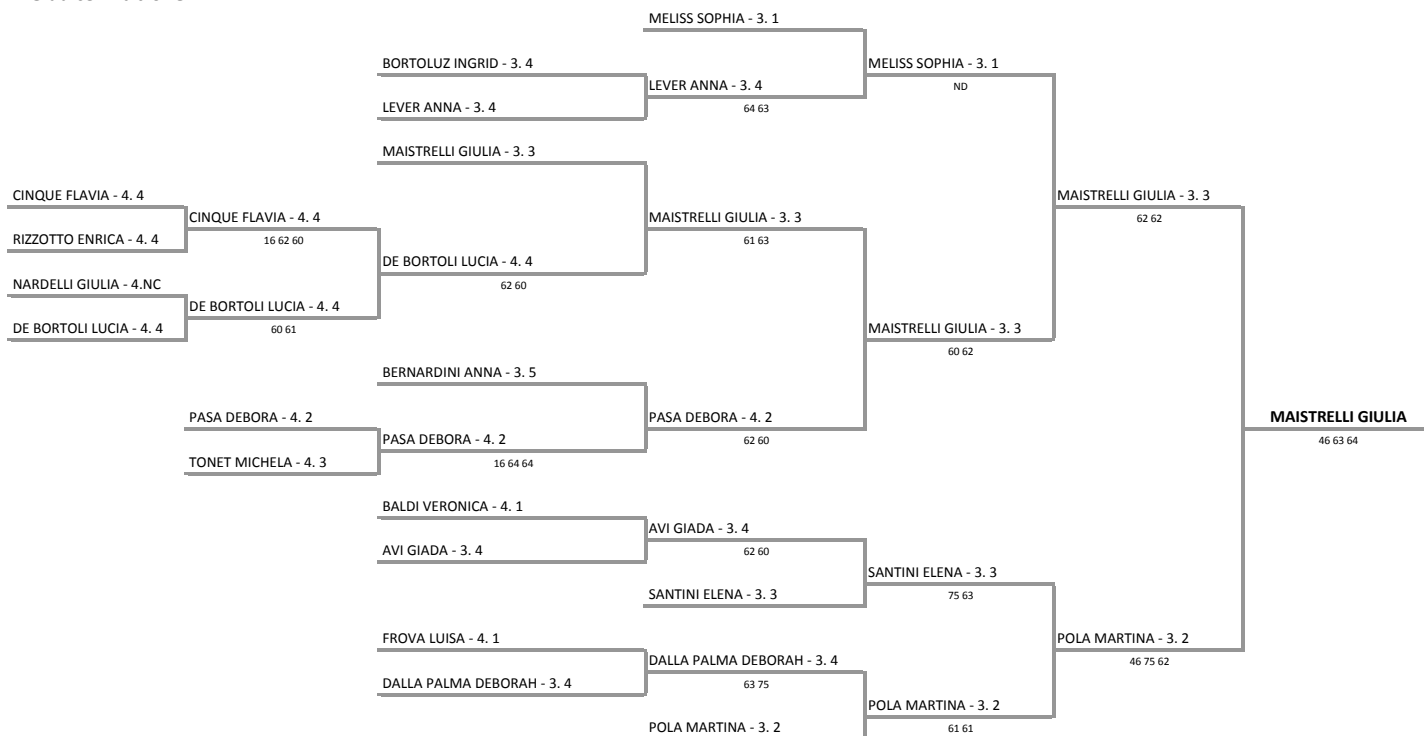 MELISS SOPHIA - 3. 1
BORTOLUZ INGRID - 3. 4
MELISS SOPHIA - 3. 1
LEVER ANNA - 3. 4
ND
LEVER ANNA - 3. 4
64 63
MAISTRELLI GIULIA - 3. 3
CINQUE FLAVIA - 4. 4
MAISTRELLI GIULIA - 3. 3
CINQUE FLAVIA - 4. 4
MAISTRELLI GIULIA - 3. 3
62 62
RIZZOTTO ENRICA - 4. 4
16 62 60
61 63
DE BORTOLI LUCIA - 4. 4
NARDELLI GIULIA - 4.NC
62 60
DE BORTOLI LUCIA - 4. 4
DE BORTOLI LUCIA - 4. 4
60 61
MAISTRELLI GIULIA - 3. 3
60 62
BERNARDINI ANNA - 3. 5
PASA DEBORA - 4. 2
PASA DEBORA - 4. 2
MAISTRELLI GIULIA
PASA DEBORA - 4. 2
62 60
46 63 64
TONET MICHELA - 4. 3
16 64 64
BALDI VERONICA - 4. 1
AVI GIADA - 3. 4
AVI GIADA - 3. 4
62 60
SANTINI ELENA - 3. 3
SANTINI ELENA - 3. 3
75 63
FROVA LUISA - 4. 1
POLA MARTINA - 3. 2
DALLA PALMA DEBORAH - 3. 4
46 75 62
DALLA PALMA DEBORAH - 3. 4
63 75
POLA MARTINA - 3. 2
POLA MARTINA - 3. 2
61 61